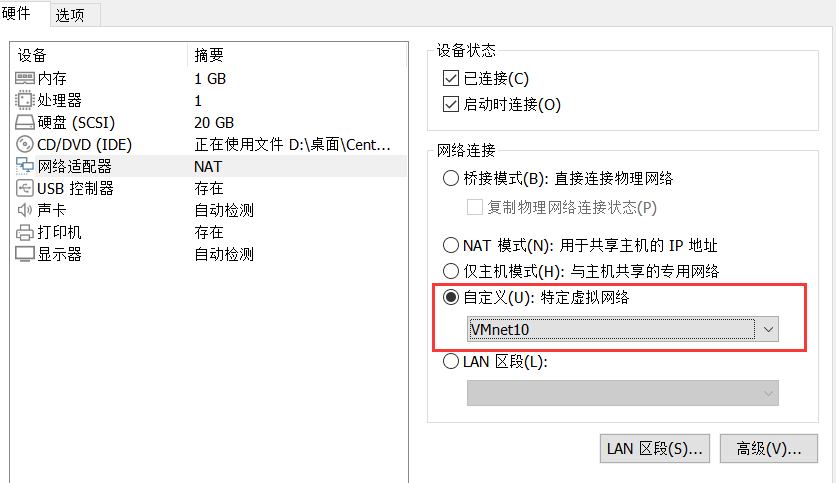 硬件 选项
设备 摘要
内存 1 GB
处理器 1
硬盘 (SCSI) 20 GB
CD/DVD (IDE) 正在使用文件 D:\桌面\Cent...
网络适配器 NAT
USB 控制器 存在
声卡 自动检测
打印机 存在
显示器 自动检测
设备状态
已连接(C)
启动时连接(O)
网络连接
桥接模式(B): 直接连接物理网络
复制物理网络连接状态(P)
NAT 模式(N): 用于共享主机的 IP 地址
仅主机模式(H): 与主机共享的专用网络
自定义(U): 特定虚拟网络
VMnet10
LAN 区段(L):
LAN 区段(S)... 高级(V)...